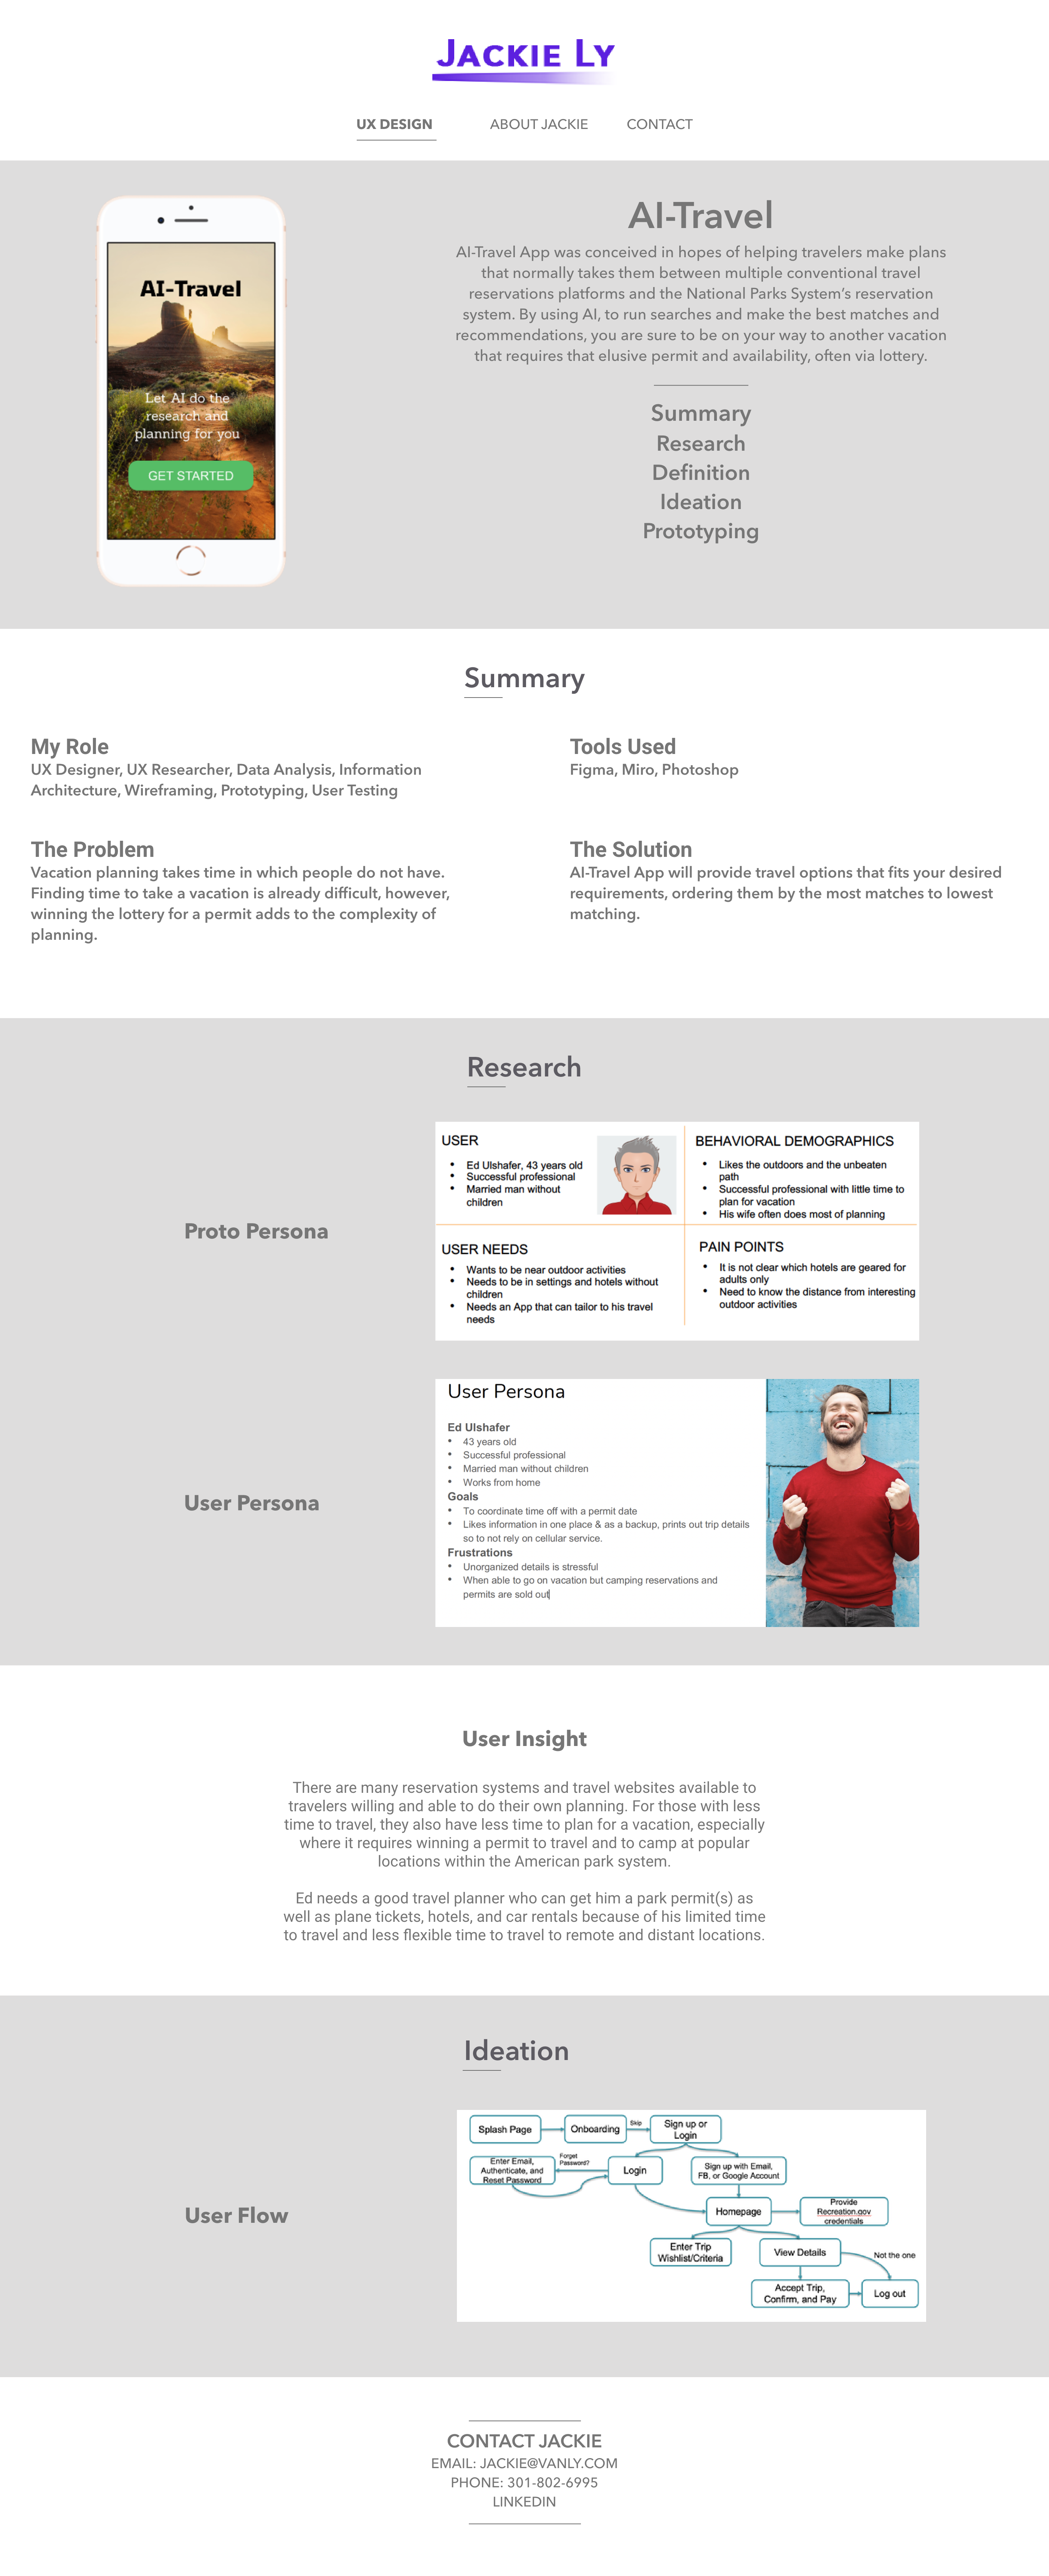 JACKIE LY
UX DESIGN
ABOUT JACKIE
CONTACT
AI-Travel
Let AI do the
research and
planning for you
GET STARTED
AI-Travel
AI-Travel App was conceived in hopes of helping travelers make plans
that normally takes them between multiple conventional travel
reservations platforms and the National Parks System’s reservation
system. By using AI, to run searches and make the best matches and
recommendations, you are sure to be on your way to another vacation
that requires that elusive permit and availability, often via lottery.
Summary
Research
Definition
Ideation
Prototyping
Summary
My Role
UX Designer, UX Researcher, Data Analysis, Information
Architecture, Wireframing, Prototyping, User Testing
Tools Used
Figma, Miro, Photoshop
The Problem
Vacation planning takes time in which people do not have.
Finding time to take a vacation is already difficult, however,
winning the lottery for a permit adds to the complexity of
planning.
The Solution
AI-Travel App will provide travel options that fits your desired
requirements, ordering them by the most matches to lowest
matching.
Research
Proto Persona
USER
• Ed Ulshafer, 43 years old
• Successful professional
• Married man without
children
BEHAVIORAL DEMOGRAPHICS
• Likes the outdoors and the unbeaten
path
• Successful professional with little time to
plan for vacation
• His wife often does most of planning
USER NEEDS
• Wants to be near outdoor activities
• Needs to be in settings and hotels without
children
• Needs an App that can tailor to his travel
needs
PAIN POINTS
• It is not clear which hotels are geared for
adults only
• Need to know the distance from interesting
outdoor activities
User Persona
User Persona
Ed Ulshafer
• 43 years old
• Successful professional
• Married man without children
• Works from home
Goals
• To coordinate time off with a permit date
• Likes information in one place & as a backup, prints out trip details
so to not rely on cellular service.
Frustrations
• Unorganized details is stressful
• When able to go on vacation but camping reservations and
permits are sold out
User Insight
There are many reservation systems and travel websites available to
travelers willing and able to do their own planning. For those with less
time to travel, they also have less time to plan for a vacation, especially
where it requires winning a permit to travel and to camp at popular
locations within the American park system.
Ed needs a good travel planner who can get him a park permit(s) as
well as plane tickets, hotels, and car rentals because of his limited time
to travel and less flexible time to travel to remote and distant locations.
Ideation
User Flow
Splash Page
Onboarding
Skip
Sign up or
Login
Enter Email,
Authenticate, and
Reset Password
Forget
Password?
Login
Sign up with Email,
FB, or Google Account
Homepage
Provide
Recreation.gov
credentials
Enter Trip
Wishlist/Criteria
View Details
Not the one
Accept Trip,
Confirm, and Pay
Log out
CONTACT JACKIE
EMAIL: JACKIE@VANLY.COM
PHONE: 301-802-6995
LINKEDIN